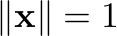 ‖𝐱‖ = 1